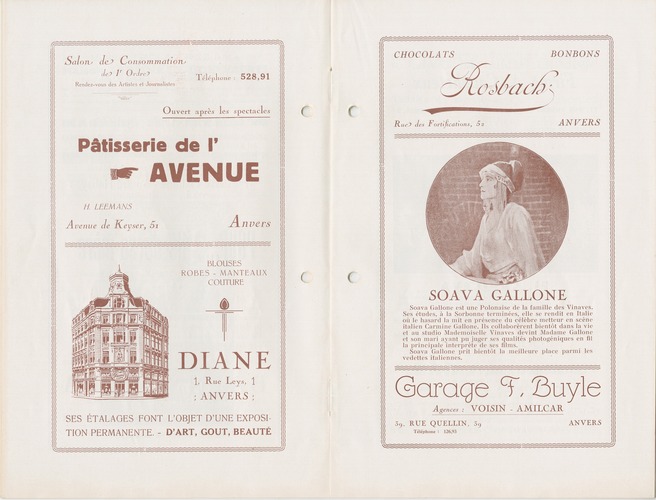 Salon de Consommation
de 1er Ordre
Rendez-vous des Artistes et Journalistes
Téléphone : 528,91
Ouvert après les spectacles
Pâtisserie de l'
AVENUE
H. LEEMANS
Avenue de Keyser, 51
Anvers
BLOUSES
ROBES - MANTEAUX
COUTURE
DIANE
1, Rue Leys, 1
: ANVERS :
SES ÉTALAGES FONT L'OBJET D'UNE EXPOSI-
TION PERMANENTE. - D'ART, GOUT, BEAUTÉ
CHOCOLATS BONBONS
Rosbach
Rue des Fortifications, 52 ANVERS
SOAVA GALLONE
Soava Gallone est une Polonaise de la famille des Vinaves.
Ses études, à la Sorbonne terminées, elle se rendit en Italie
où le hasard la mit en présence du célèbre metteur en scène
italien Carmine Gallone. Ils collaborèrent bientôt dans la vie
et au studio Mademoiselle Vinaves devint Madame Gallone
et son mari ayant pu juger ses qualités photogéniques en fit
la principale interprète de ses films.
Soava Gallone prit bientôt la meilleure place parmi les
vedettes italiennes.
Garage F. Buyle
Agences : VOISIN - AMILCAR
39, RUE QUELLIN, 39 ANVERS
Téléphone :